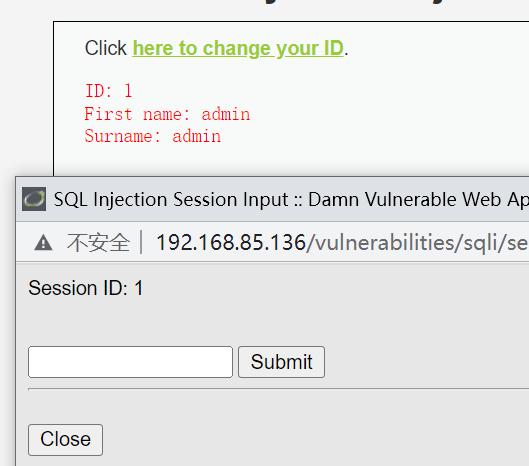 Click here to change your ID.
ID: 1
First name: admin
Surname: admin
SQL Injection Session Input :: Damn Vulnerable Web Ap
不安全 | 192.168.85.136/vulnerabilities/sqli/se
Session ID: 1
Submit
Close